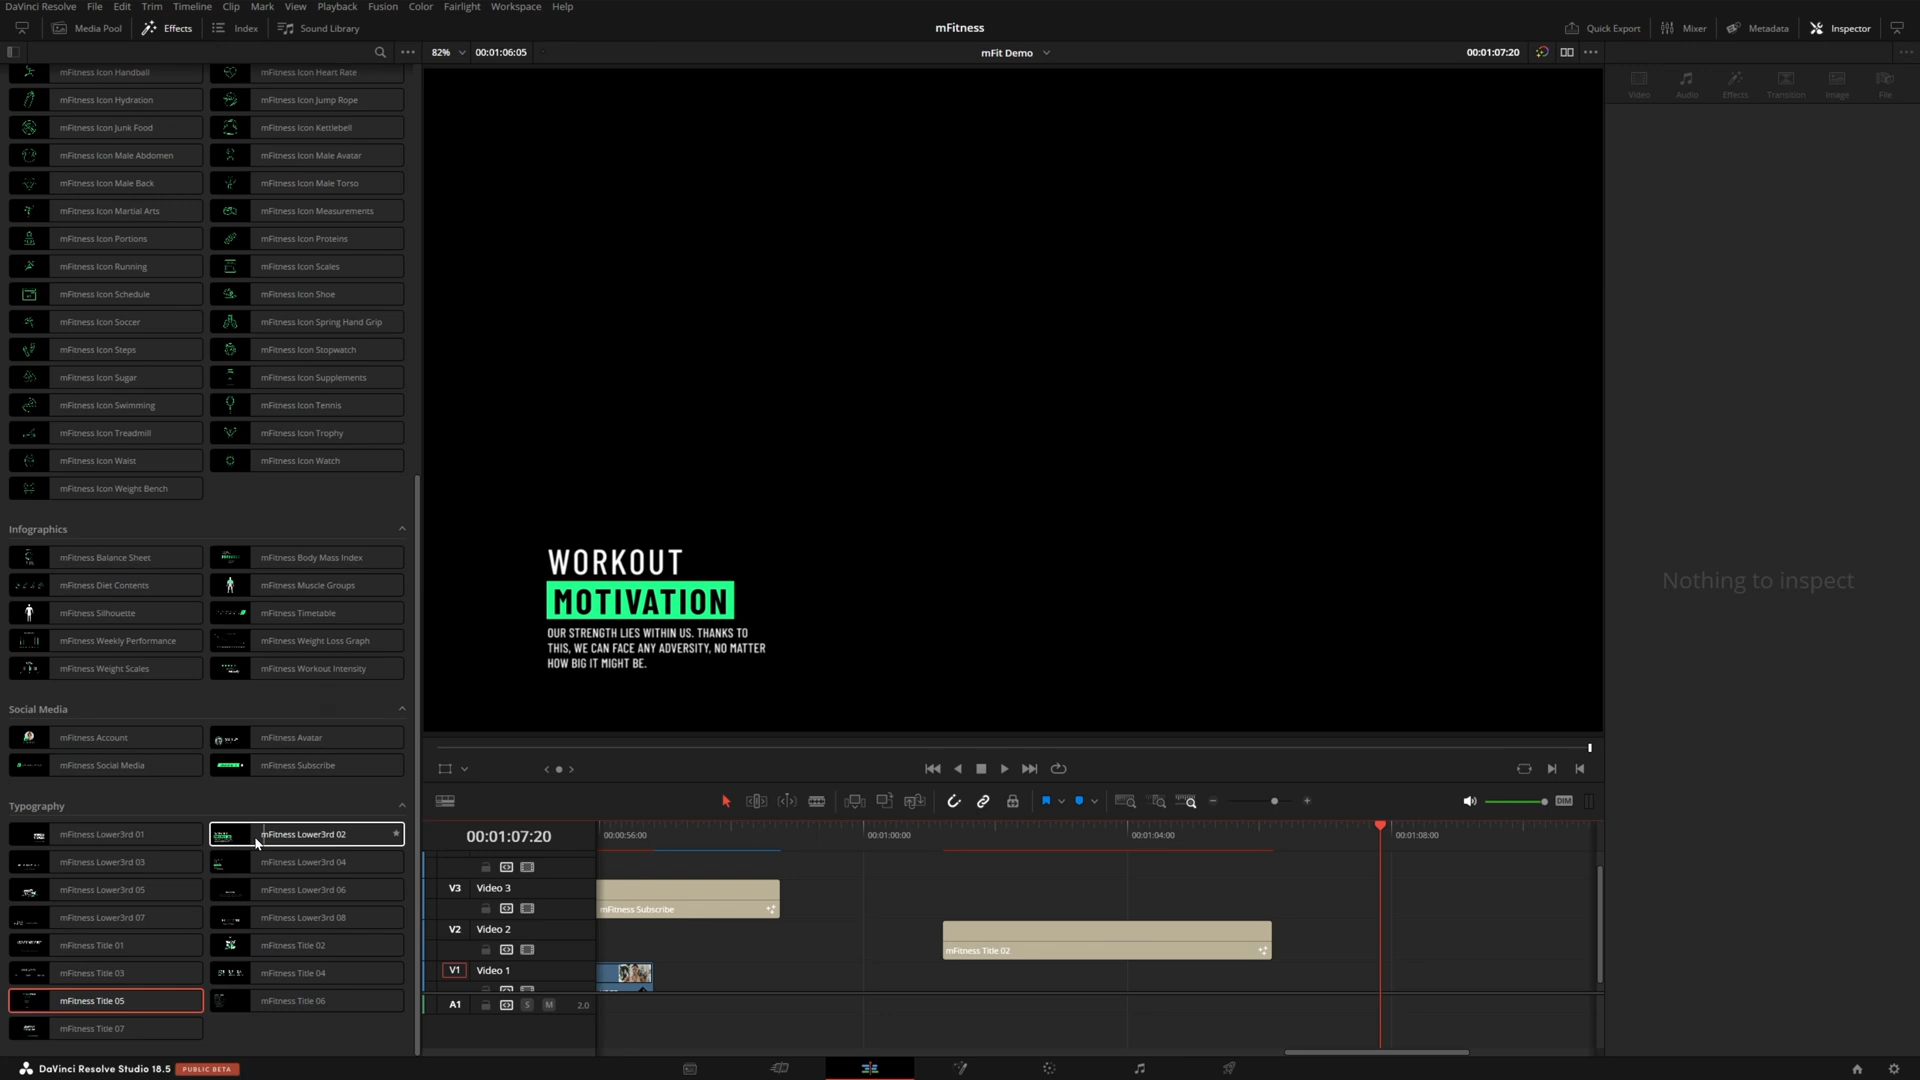 DaVinci Resolve File Edit Trim Timeline Clip Mark View Playback Fusion Color Fairlight Workspace Help
Media Pool Effects Index Sound Library
mFitness
Quick Export Mixer Metadata Inspector
82% 00:01:06:05
mFit Demo
00:01:07:20
Video Audio Effects Transition Image File
mFitness Icon Handball mFitness Icon Heart Rate
mFitness Icon Hydration mFitness Icon Jump Rope
mFitness Icon Junk Food mFitness Icon Kettlebell
mFitness Icon Male Abdomen mFitness Icon Male Avatar
mFitness Icon Male Back mFitness Icon Male Torso
mFitness Icon Martial Arts mFitness Icon Measurements
mFitness Icon Portions mFitness Icon Proteins
mFitness Icon Running mFitness Icon Scales
mFitness Icon Schedule mFitness Icon Shoe
mFitness Icon Soccer mFitness Icon Spring Hand Grip
mFitness Icon Steps mFitness Icon Stopwatch
mFitness Icon Sugar mFitness Icon Supplements
mFitness Icon Swimming mFitness Icon Tennis
mFitness Icon Treadmill mFitness Icon Trophy
mFitness Icon Waist mFitness Icon Watch
mFitness Icon Weight Bench
Infographics
mFitness Balance Sheet mFitness Body Mass Index
mFitness Diet Contents mFitness Muscle Groups
mFitness Silhouette mFitness Timetable
mFitness Weekly Performance mFitness Weight Loss Graph
mFitness Weight Scales mFitness Workout Intensity
Social Media
mFitness Account mFitness Avatar
mFitness Social Media mFitness Subscribe
Typography
mFitness Lower3rd 01 mFitness Lower3rd 02
mFitness Lower3rd 03 mFitness Lower3rd 04
mFitness Lower3rd 05 mFitness Lower3rd 06
mFitness Lower3rd 07 mFitness Lower3rd 08
mFitness Title 01 mFitness Title 02
mFitness Title 03 mFitness Title 04
mFitness Title 05 mFitness Title 06
mFitness Title 07
WORKOUT
MOTIVATION
OUR STRENGTH LIES WITHIN US. THANKS TO
THIS, WE CAN FACE ANY ADVERSITY, NO MATTER
HOW BIG IT MIGHT BE.
Nothing to inspect
DIM
00:01:07:20
00:00:56:00 00:01:00:00 00:01:04:00 00:01:08:00
V3 Video 3
mFitness Subscribe
V2 Video 2
mFitness Title 02
V1 Video 1
A1 S M 2.0
DaVinci Resolve Studio 18.5 PUBLIC BETA